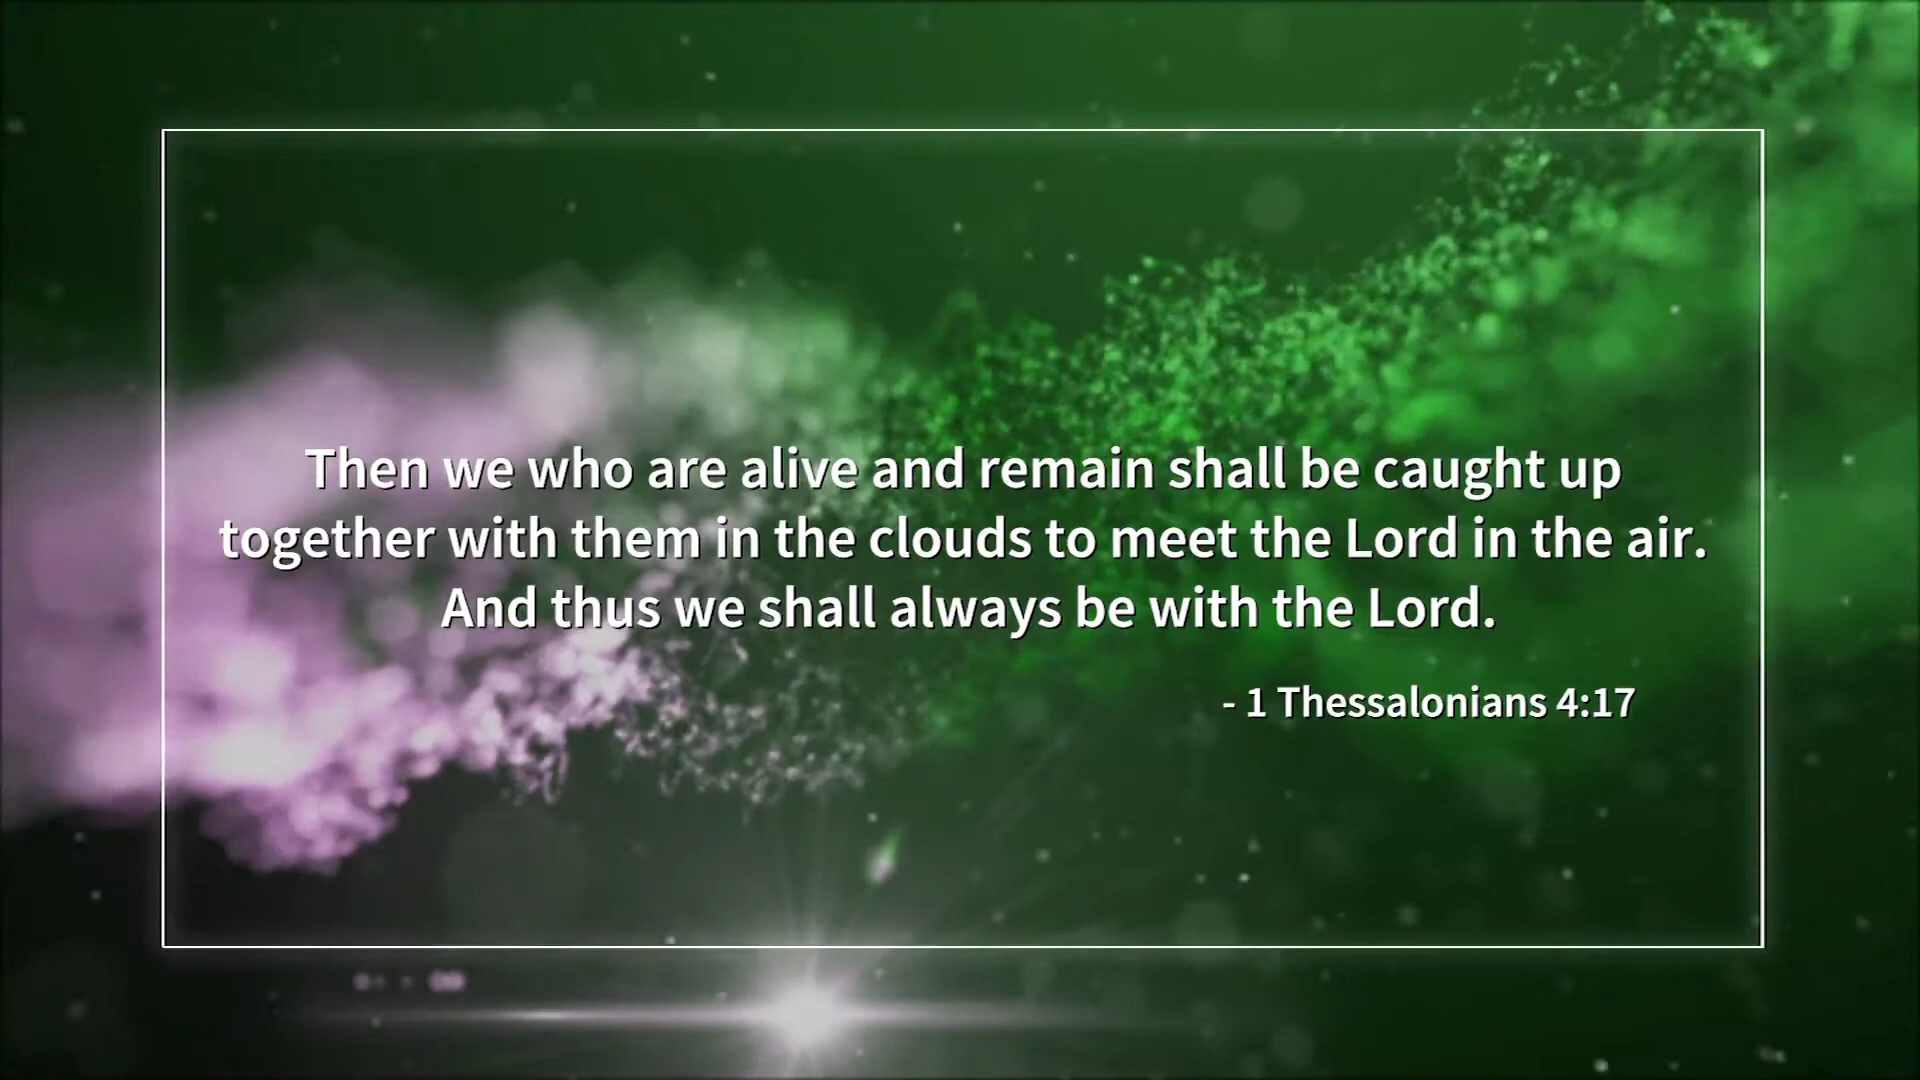 Then we who are alive and remain shall be caught up
together with them in the clouds to meet the Lord in the air.
And thus we shall always be with the Lord.
- 1 Thessalonians 4:17